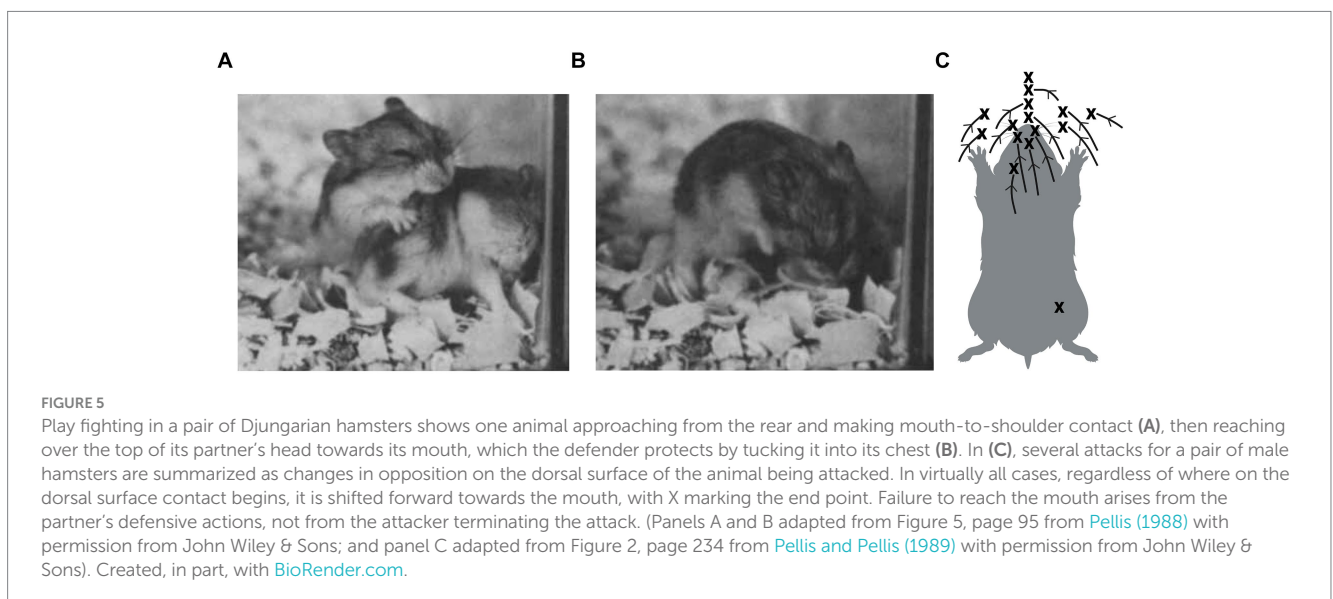 A B C
X
X
X X X
X X
X X X
X X X
X
X
X
FIGURE 5
Play fighting in a pair of Djungarian hamsters shows one animal approaching from the rear and making mouth-to-shoulder contact (A), then reaching
over the top of its partner’s head towards its mouth, which the defender protects by tucking it into its chest (B). In (C), several attacks for a pair of male
hamsters are summarized as changes in opposition on the dorsal surface of the animal being attacked. In virtually all cases, regardless of where on the
dorsal surface contact begins, it is shifted forward towards the mouth, with X marking the end point. Failure to reach the mouth arises from the
partner’s defensive actions, not from the attacker terminating the attack. (Panels A and B adapted from Figure 5, page 95 from Pellis (1988) with
permission from John Wiley & Sons; and panel C adapted from Figure 2, page 234 from Pellis and Pellis (1989) with permission from John Wiley &
Sons). Created, in part, with BioRender.com.